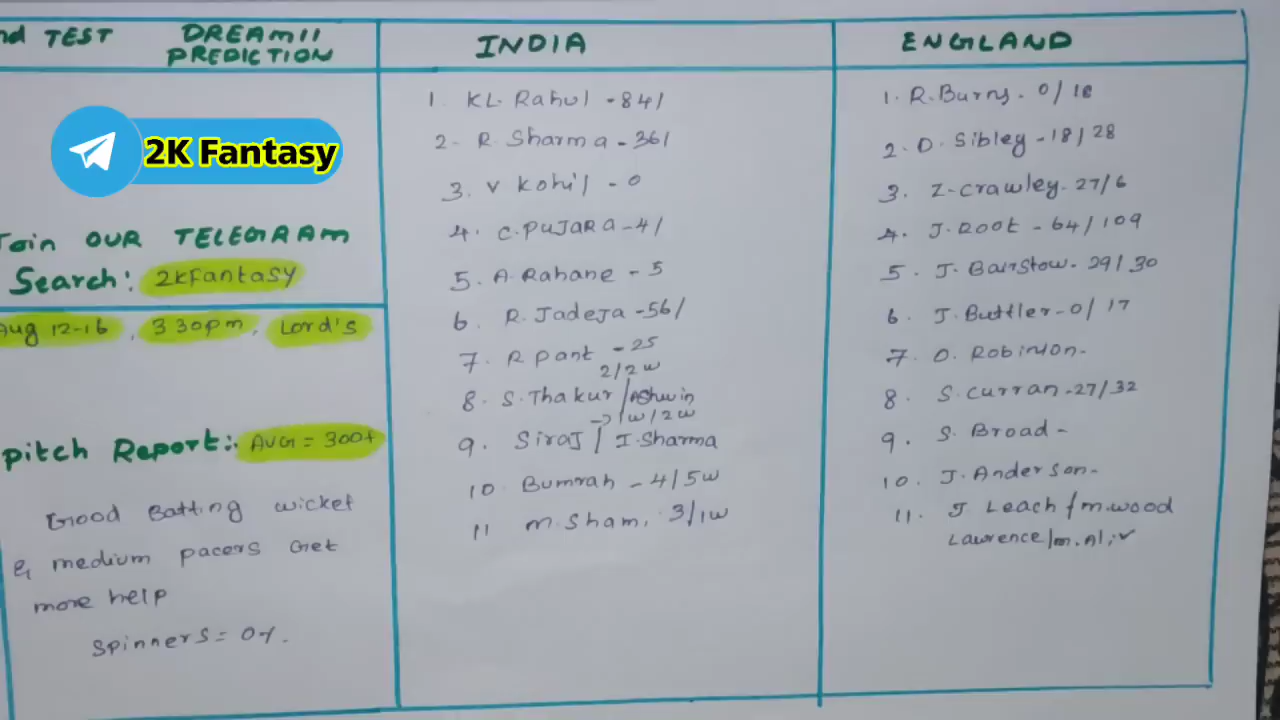 nd TEST DREAM11
PREDICTION
2K Fantasy
Join OUR TELEGRAM
Search: 2kFantasy
Aug 12-16, 3 30pm, Lord's
pitch Report:- AVG = 300+
Good Batting wicket
& medium pacers Get
more help
Spinners = 0%.
INDIA
1. KL. Rahul - 84/
2. R. Sharma - 36/
3. V Kohil - 0
4. C. PUJARA - 4/
5. A. Rahane - 5
6. R. Jadeja - 56/
7. R pant - 25
2/2w
8. S. Thakur / Ashwin
→ 1w/2w
9. Siraj / I. Sharma
10. Bumrah - 4/5w
11 M. Sham, 3/1w
ENGLAND
1. R. Burns - 0/18
2. D. Sibley - 18/28
3. Z-crawley - 27/6
4. J. Root - 64/109
5. J. Bairstow - 29/30
6. J. Buttler - 0/17
7. O. Robinson -
8. S. curran - 27/32
9. S. Broad -
10. J. Anderson -
11. J Leach / m.wood
Lawrence/m.Ali ✓